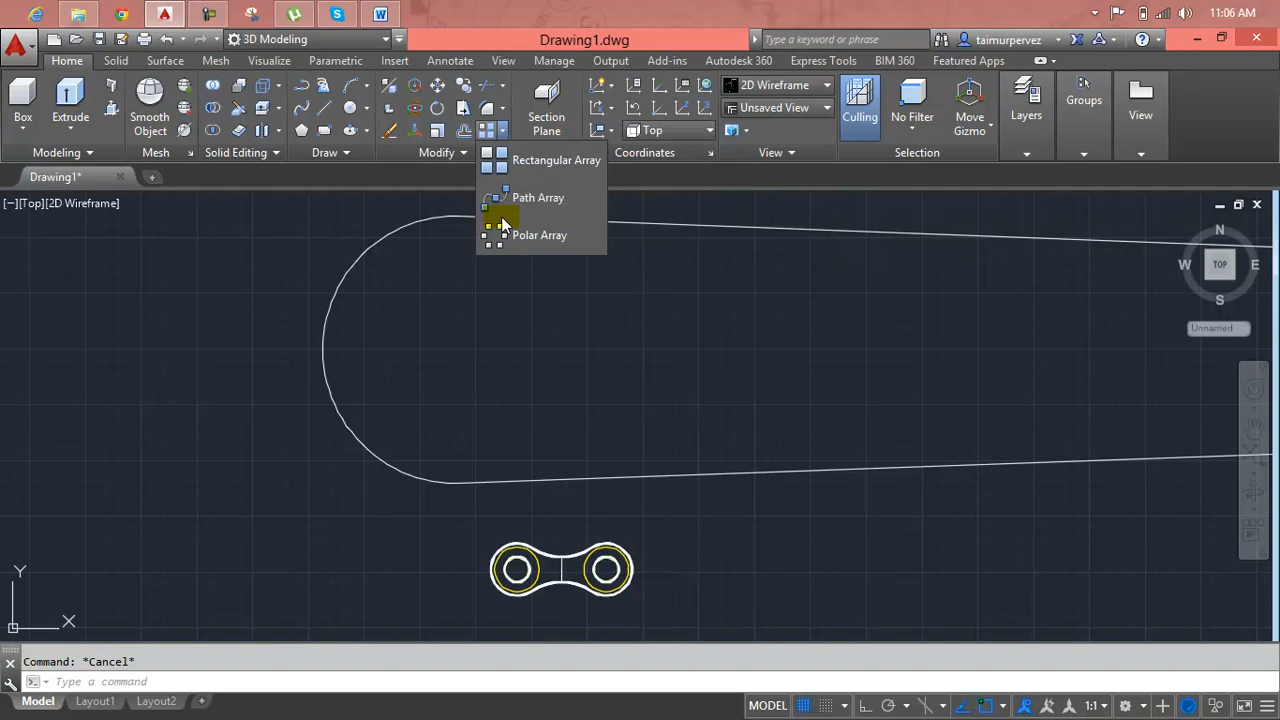 11:06 AM
3D Modeling
Drawing1.dwg
Type a keyword or phrase
taimurpervez
Home Solid Surface Mesh Visualize Parametric Insert Annotate View Manage Output Add-ins Autodesk 360 Express Tools BIM 360 Featured Apps
Box
Extrude
Smooth
Object
Section
Plane
2D Wireframe
Unsaved View
Top
Culling
No Filter
Move
Gizmo
Layers
Groups
View
Modeling
Mesh
Solid Editing
Draw
Modify
Coordinates
View
Selection
Rectangular Array
Path Array
Polar Array
Drawing1*
[−][Top][2D Wireframe]
N
W TOP E
S
Unnamed
Y
X
Command: *Cancel*
Type a command
Model Layout1 Layout2 +
MODEL
1:1